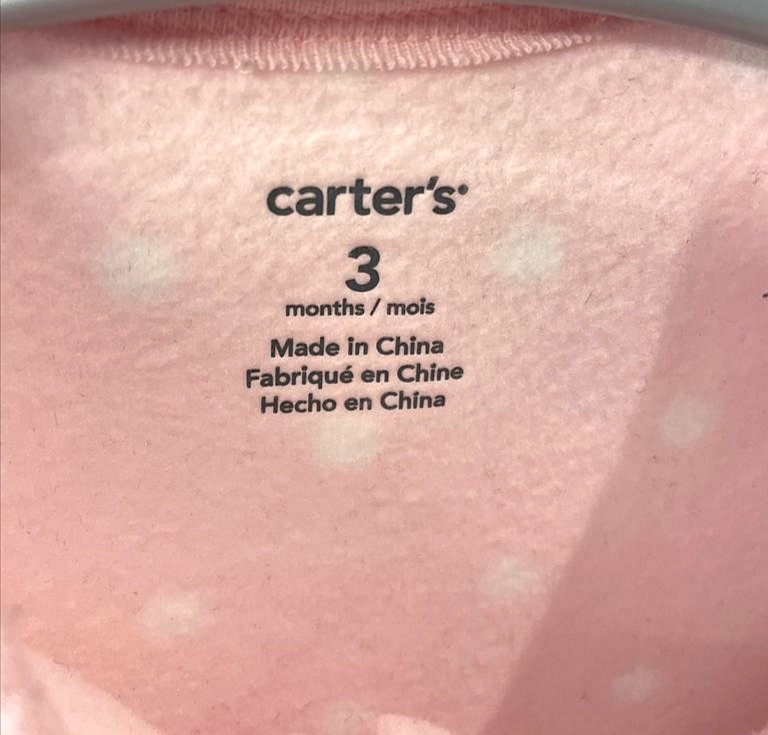 carter's
3
months / mois
Made in China
Fabriqué en Chine
Hecho en China